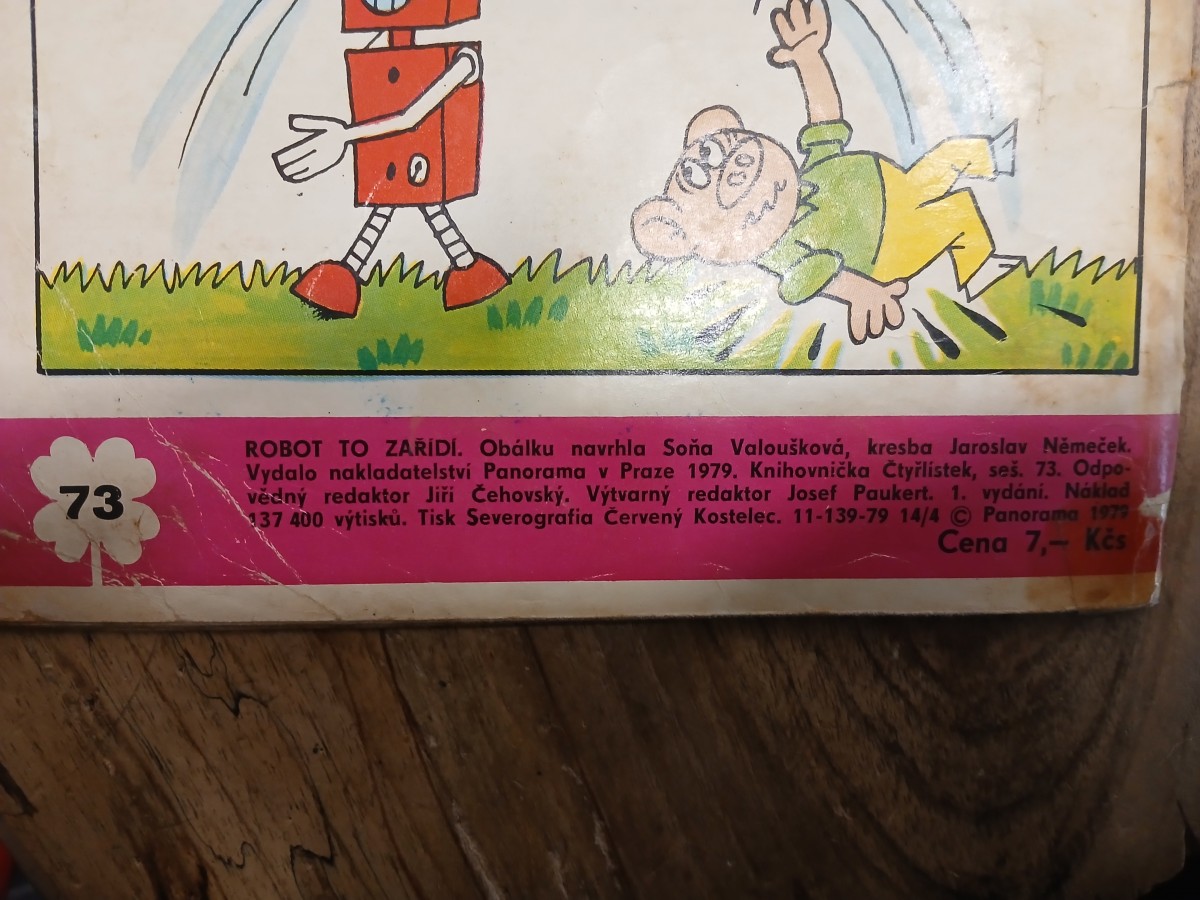 ROBOT TO ZAŘÍDÍ. Obálku navrhla Soňa Valoušková, kresba Jaroslav Němeček.
Vydalo nakladatelství Panorama v Praze 1979. Knihovnička Čtyřlístek, seš. 73. Odpo-
vědný redaktor Jiří Čehovský. Výtvarný redaktor Josef Paukert. 1. vydání. Náklad
137 400 výtisků. Tisk Severografia Červený Kostelec. 11-139-79 14/4 © Panorama 1979
Cena 7,— Kčs
73